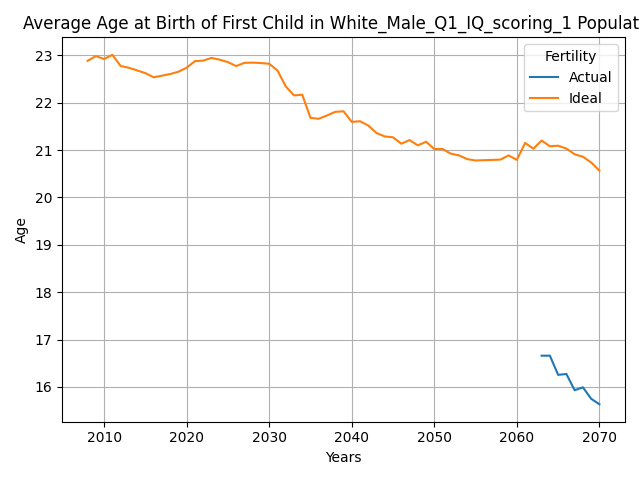 Average Age at Birth of First Child in White_Male_Q1_IQ_scoring_1 Populat
Fertility
Actual
Ideal
Age
23
22
21
20
19
18
17
16
2010 2020 2030 2040 2050 2060 2070
Years